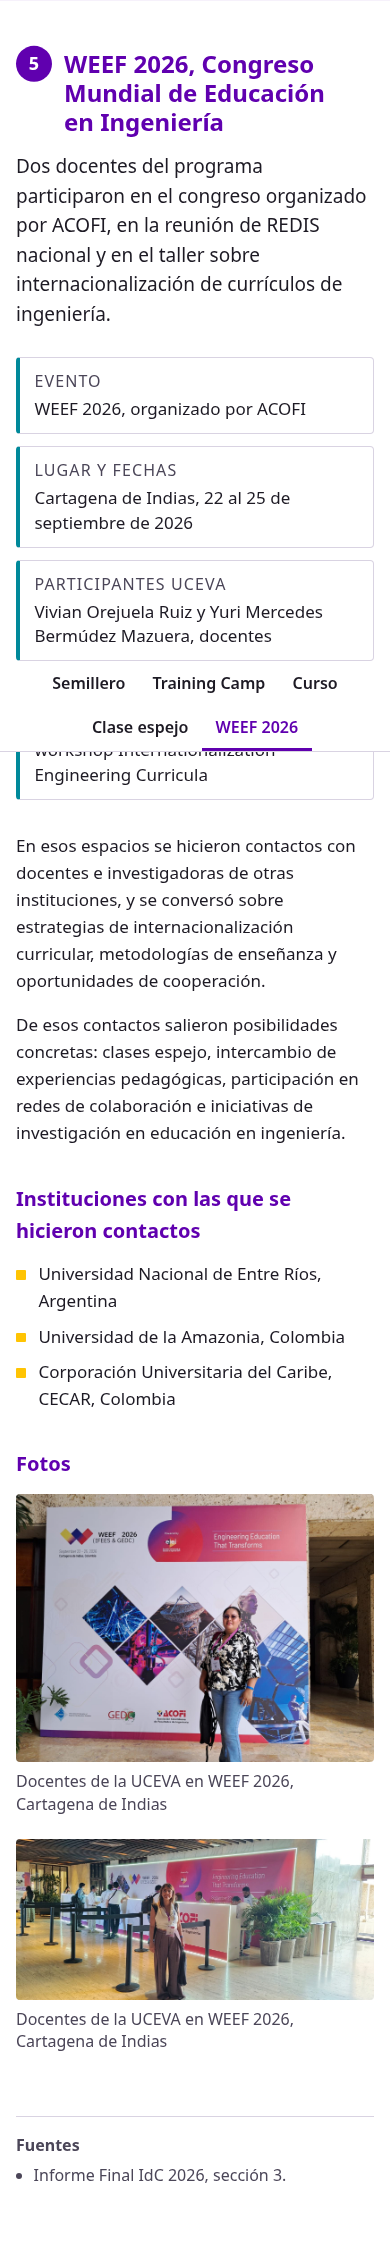 5
WEEF 2026, Congreso
Mundial de Educación
en Ingeniería
Dos docentes del programa
participaron en el congreso organizado
por ACOFI, en la reunión de REDIS
nacional y en el taller sobre
internacionalización de currículos de
ingeniería.
EVENTO
WEEF 2026, organizado por ACOFI
LUGAR Y FECHAS
Cartagena de Indias, 22 al 25 de
septiembre de 2026
PARTICIPANTES UCEVA
Vivian Orejuela Ruiz y Yuri Mercedes
Bermúdez Mazuera, docentes
Semillero Training Camp Curso
Clase espejo WEEF 2026
workshop Internationalization
Engineering Curricula
En esos espacios se hicieron contactos con
docentes e investigadoras de otras
instituciones, y se conversó sobre
estrategias de internacionalización
curricular, metodologías de enseñanza y
oportunidades de cooperación.
De esos contactos salieron posibilidades
concretas: clases espejo, intercambio de
experiencias pedagógicas, participación en
redes de colaboración e iniciativas de
investigación en educación en ingeniería.
Instituciones con las que se
hicieron contactos
Universidad Nacional de Entre Ríos,
Argentina
Universidad de la Amazonia, Colombia
Corporación Universitaria del Caribe,
CECAR, Colombia
Fotos
WEEF 2026
(IFEES & GEDC)
Engineering Education
That Transforms
GEDC
ACOFI
Docentes de la UCEVA en WEEF 2026,
Cartagena de Indias
ACOFI
Docentes de la UCEVA en WEEF 2026,
Cartagena de Indias
Fuentes
Informe Final IdC 2026, sección 3.